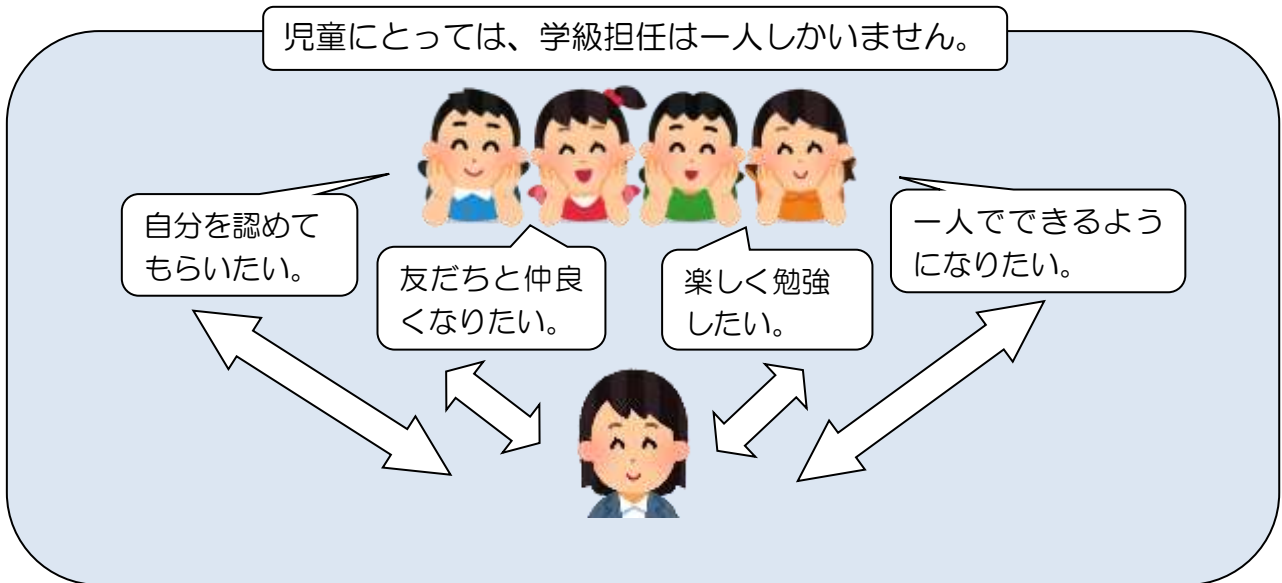 児童にとっては、学級担任は一人しかいません。
自分を認めて
もらいたい。
友だちと仲良
くなりたい。
楽しく勉強
したい。
一人でできるよう
になりたい。